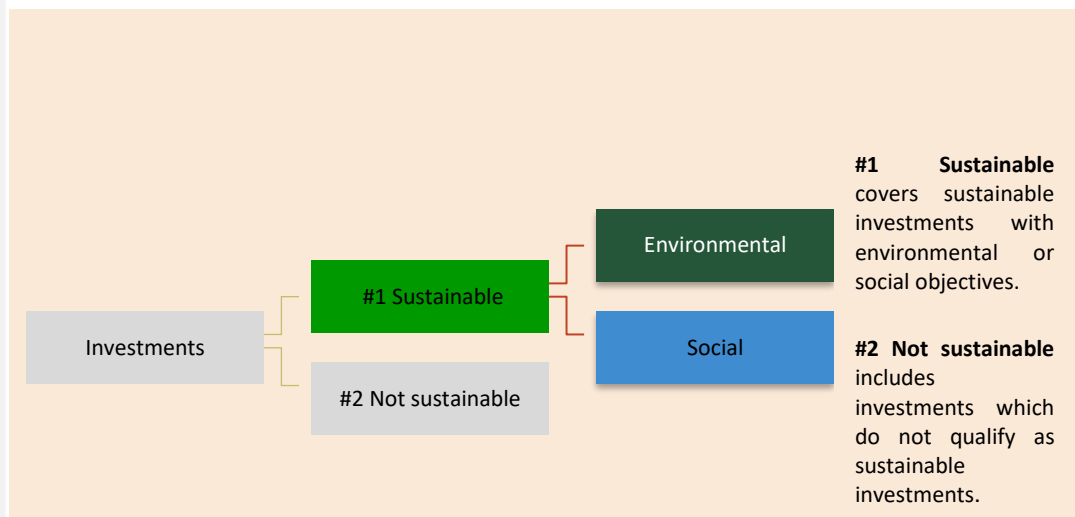 Investments
#1 Sustainable
#2 Not sustainable
Environmental
Social
#1 Sustainable
covers sustainable
investments with
environmental or
social objectives.
#2 Not sustainable
includes
investments which
do not qualify as
sustainable
investments.